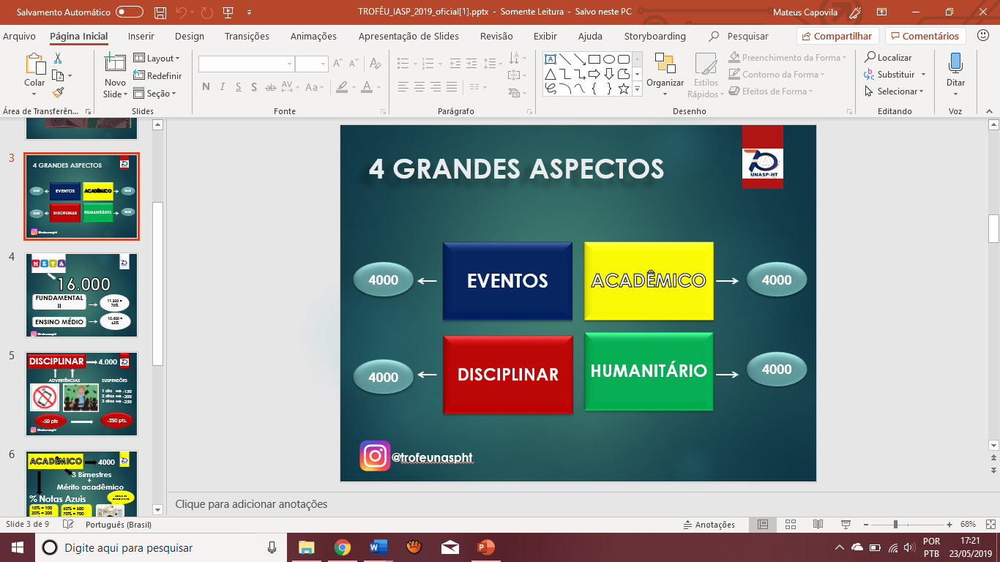 Salvamento Automático
TROFÉU_IASP_2019_oficial[1].pptx - Somente Leitura - Salvo neste PC
Mateus Capovila
Arquivo Página Inicial Inserir Design Transições Animações Apresentação de Slides Revisão Exibir Ajuda Storyboarding Pesquisar Compartilhar Comentários
Colar
Novo Slide
Layout
Redefinir
Seção
N I S S ab AV Aa A
Organizar
Estilos Rápidos
Preenchimento da Forma
Contorno da Forma
Efeitos de Forma
Localizar
Substituir
Selecionar
Ditar
Área de Transferên... Slides Fonte Parágrafo Desenho Editando Voz
3
4 GRANDES ASPECTOS
4000 EVENTOS ACADÊMICO 4000
4000 DISCIPLINAR HUMANITÁRIO 4000
@trofeunaspht
4
META
16.000
FUNDAMENTAL II
11.200 = 70%
ENSINO MÉDIO
@trofeunaspht
5
DISCIPLINAR 4.000
ADVERTÊNCIAS SUSPENSÕES
1 dia -150
2 dias -200
3 dias -250
-50 pts
-250 pts.
@trofeunaspht
6
ACADÊMICO 4000
3 Bimestres
+
Mérito acadêmico
% Notas Azuis
10% = 100
20% = 200
60% = 600
70% = 700
4 GRANDES ASPECTOS
UNASP-HT
4000 EVENTOS ACADÊMICO 4000
4000 DISCIPLINAR HUMANITÁRIO 4000
@trofeunaspht
Clique para adicionar anotações
Slide 3 de 9 Português (Brasil) Anotações 68%
Digite aqui para pesquisar
POR
PTB
17:21
23/05/2019